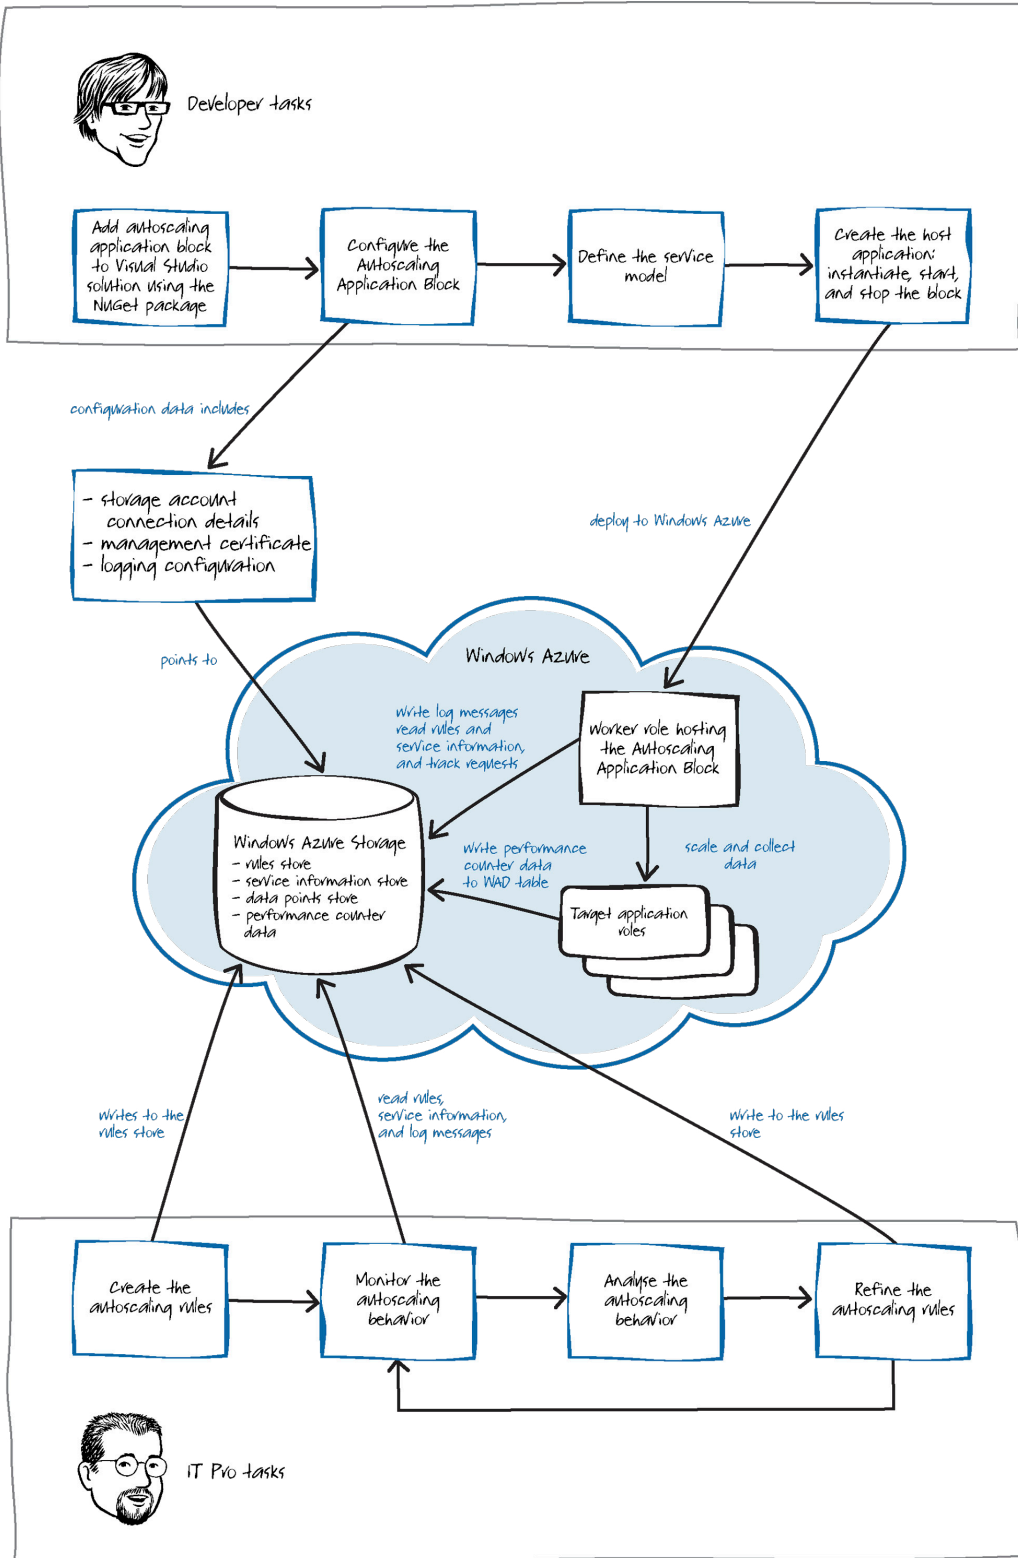 Developer tasks
Add autoscaling
application block
to Visual Studio
solution using the
NuGet package
Configure the
Autoscaling
Application Block
Define the service
model
Create the host
application:
instantiate, start,
and stop the block
configuration data includes
- storage account
connection details
- management certificate
- logging configuration
deploy to Windows Azure
points to
Windows Azure
Write log messages
read rules and
service information,
and track requests
Worker role hosting
the Autoscaling
Application Block
Windows Azure Storage
- rules store
- service information store
- data points store
- performance counter
data
Write performance
counter data
to WAD table
scale and collect
data
Target application
roles
writes to the
rules store
read rules,
service information,
and log messages
Write to the rules
store
Create the
autoscaling rules
Monitor the
autoscaling
behavior
Analyse the
autoscaling
behavior
Refine the
autoscaling rules
IT Pro tasks